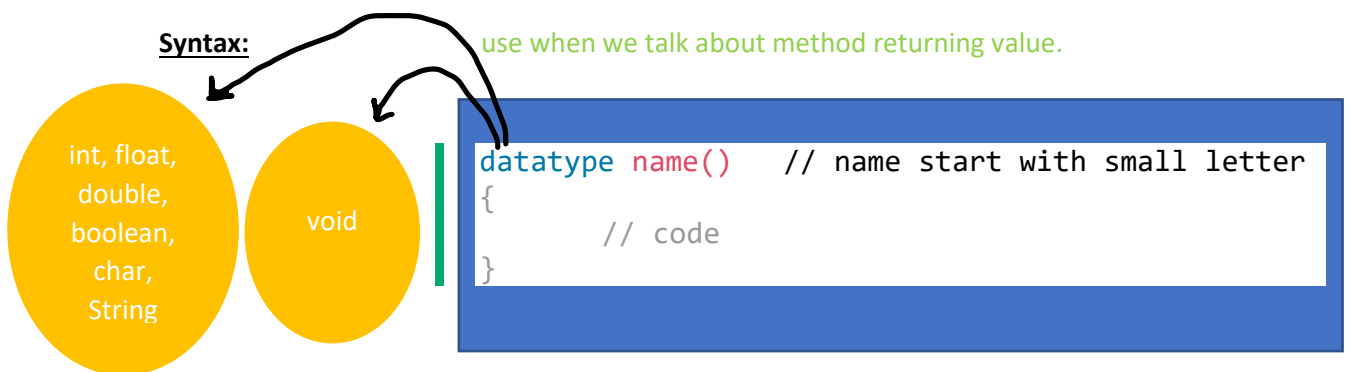 Syntax:
use when we talk about method returning value.
int, float,
double,
boolean,
char,
String
void
datatype name()   // name start with small letter
{
       // code
}